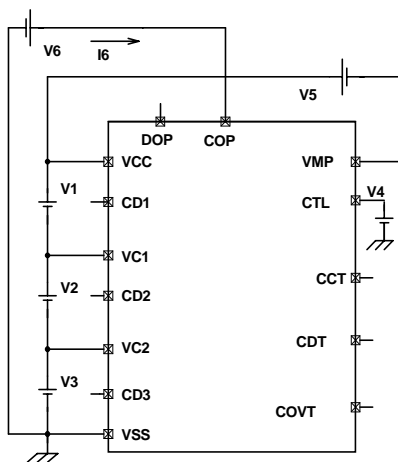 V6
I6
V5
DOP
COP
VCC
VMP
V1
CD1
CTL
V4
VC1
V2
CD2
CCT
VC2
CDT
V3
CD3
COVT
VSS